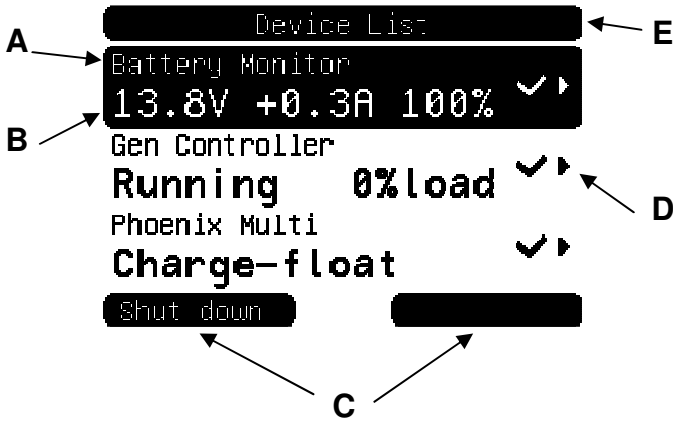 Device List
E
A
Battery Monitor
13.8V +0.3A 100%
B
Gen Controller
Running 0%load
D
Phoenix Multi
Charge-float
Shut down
C